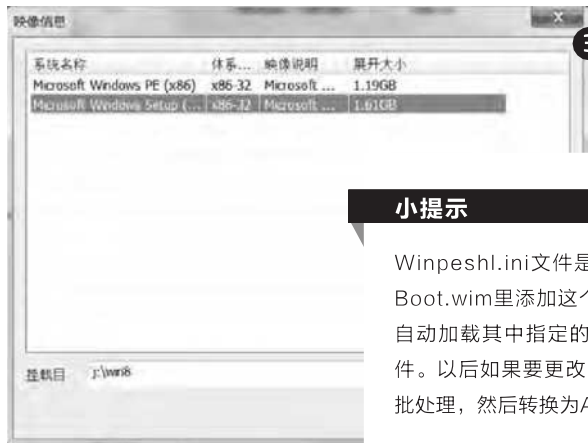 映像信息
3
系统名称 体系... 映像说明 展开大小
Microsoft Windows PE (x86) x86-32 Microsoft ... 1.19GB
Microsoft Windows Setup (... x86-32 Microsoft ... 1.61GB
挂载目 j:\win8
小提示
Winpeshl.ini文件是
Boot.wim里添加这个
自动加载其中指定的
件。以后如果要更改
批处理，然后转换为A